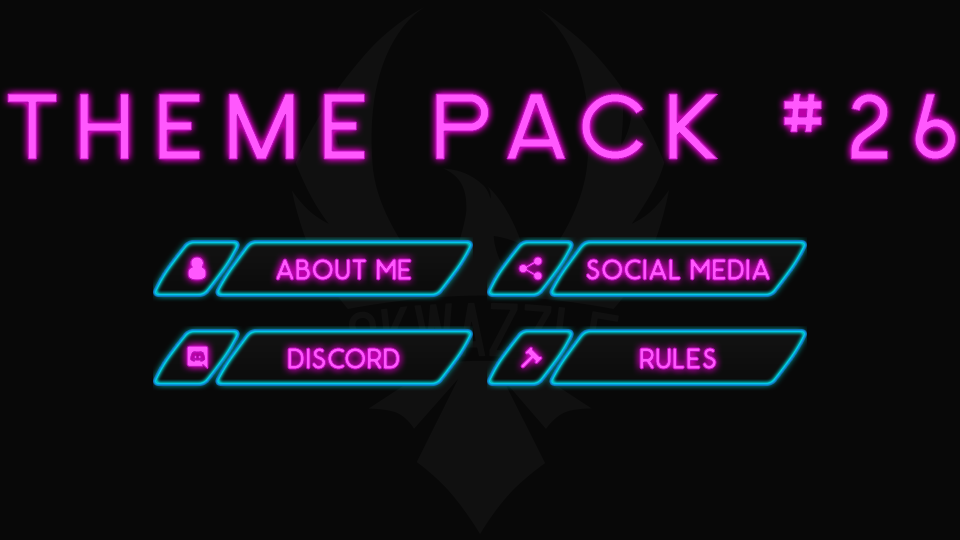 THEME PACK #26
ABOUT ME
SOCIAL MEDIA
DISCORD
RULES